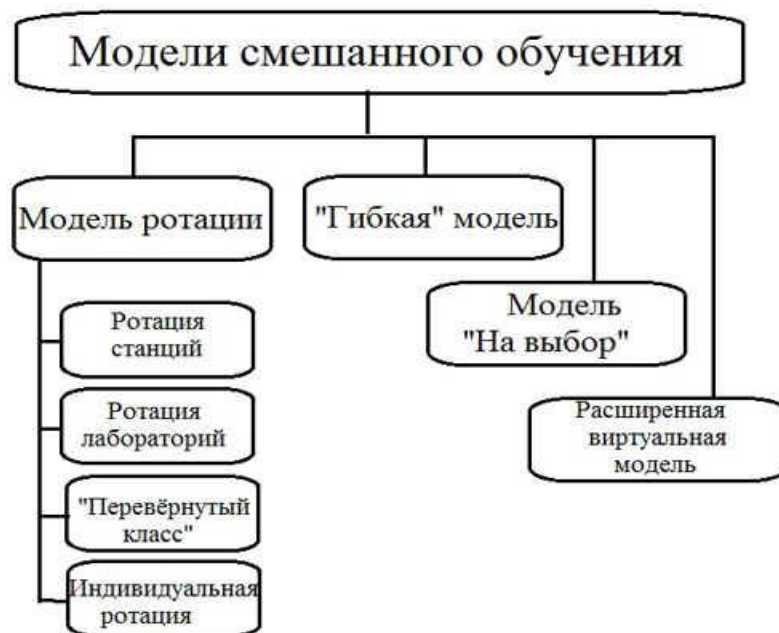 Модели смешанного обучения
Модель ротации
"Гибкая" модель
Модель
"На выбор"
Расширенная
виртуальная
модель
Ротация
станций
Ротация
лабораторий
"Перевёрнутый
класс"
Индивидуальная
ротация